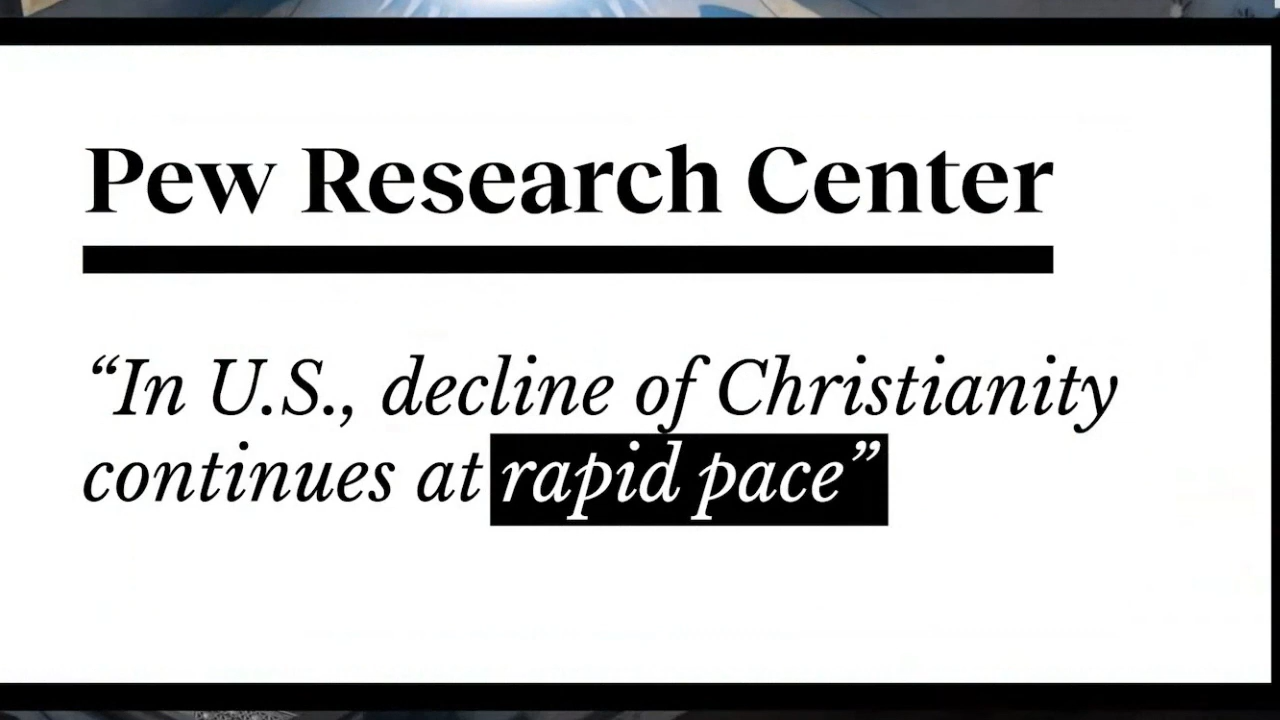 Pew Research Center
“In U.S., decline of Christianity
continues at rapid pace”